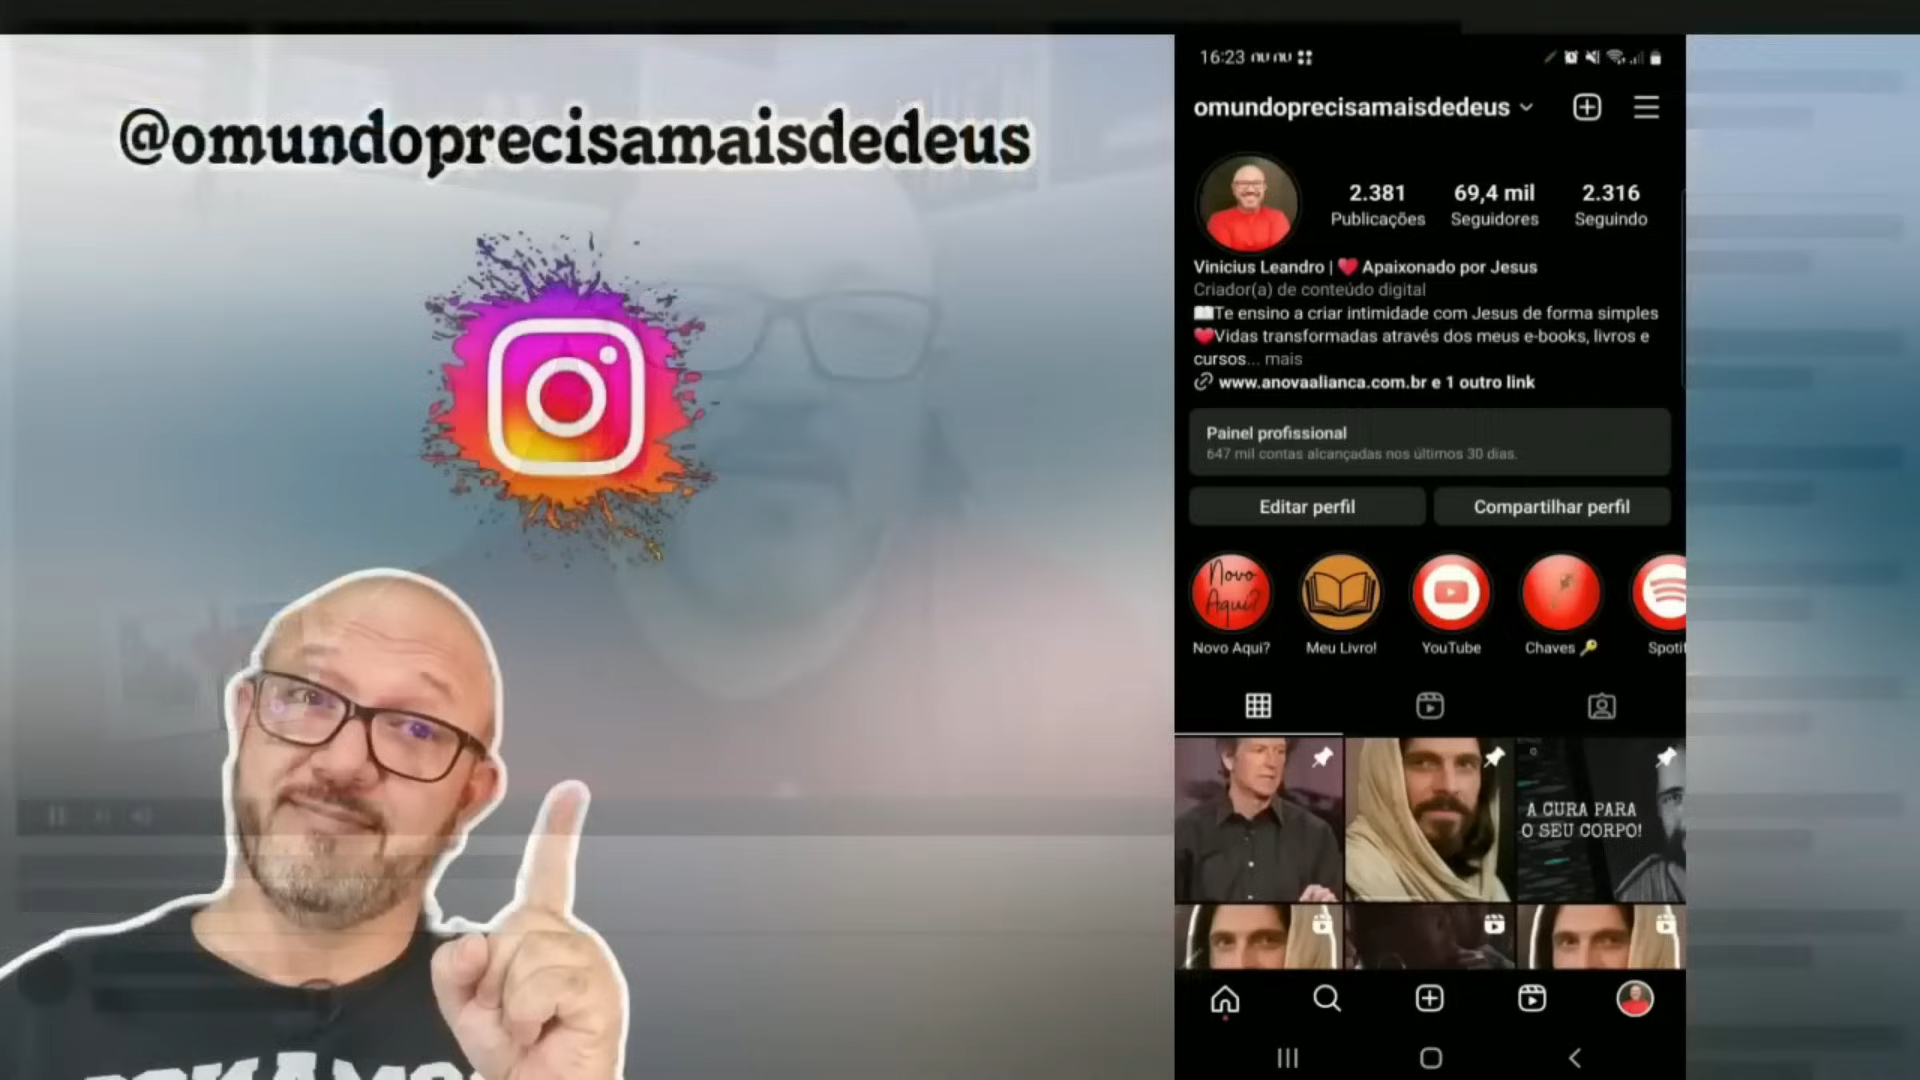 @omundoprecisamaisdedeus
16:23
omundoprecisamaisdedeus
2.381 69,4 mil 2.316
Publicações Seguidores Seguindo
Vinicius Leandro | ❤️ Apaixonado por Jesus
Criador(a) de conteúdo digital
📖Te ensino a criar intimidade com Jesus de forma simples
❤️Vidas transformadas através dos meus e-books, livros e
cursos... mais
www.anovaalianca.com.br e 1 outro link
Painel profissional
647 mil contas alcançadas nos últimos 30 dias.
Editar perfil Compartilhar perfil
Novo
Aqui?
Novo Aqui? Meu Livro! YouTube Chaves 🔑 Spotif
A CURA PARA
O SEU CORPO!